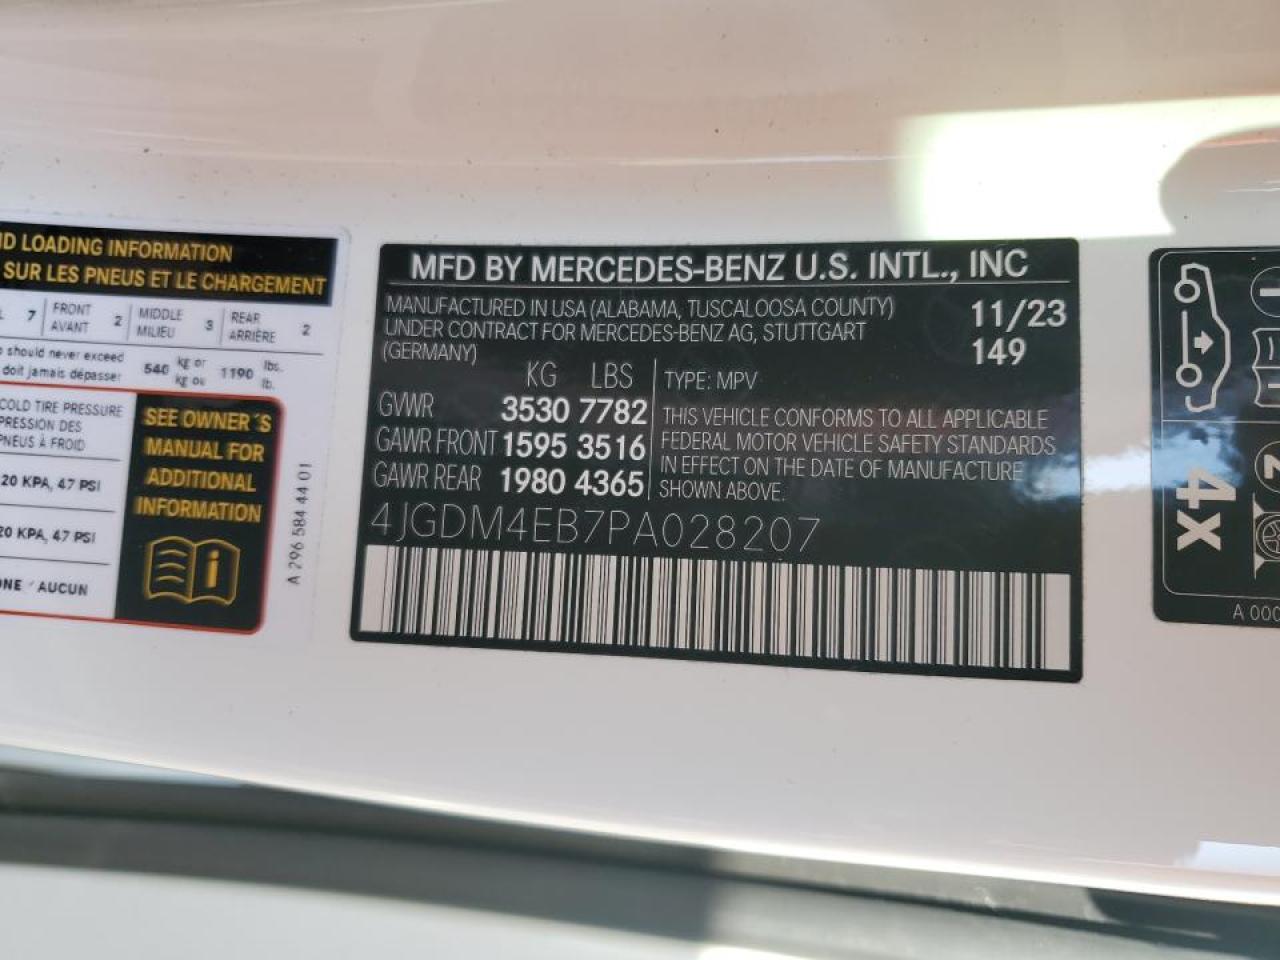 ND LOADING INFORMATION
SUR LES PNEUS ET LE CHARGEMENT
7 FRONT AVANT 2 MIDDLE MILIEU 3 REAR ARRIÈRE 2
should never exceed
doit jamais dépasser
540 kg or kg ou 1190 lbs. lb.
COLD TIRE PRESSURE
PRESSION DES
PNEUS À FROID
20 KPA, 47 PSI
20 KPA, 47 PSI
ONE / AUCUN
SEE OWNER´S
MANUAL FOR
ADDITIONAL
INFORMATION
i
A 296 584 44 01
MFD BY MERCEDES-BENZ U.S. INTL., INC
MANUFACTURED IN USA (ALABAMA, TUSCALOOSA COUNTY)
UNDER CONTRACT FOR MERCEDES-BENZ AG, STUTTGART
(GERMANY)
11/23
149
KG LBS
GVWR 3530 7782
GAWR FRONT 1595 3516
GAWR REAR 1980 4365
TYPE: MPV
THIS VEHICLE CONFORMS TO ALL APPLICABLE
FEDERAL MOTOR VEHICLE SAFETY STANDARDS
IN EFFECT ON THE DATE OF MANUFACTURE
SHOWN ABOVE.
4JGDM4EB7PA028207
1
4X
2
A 000